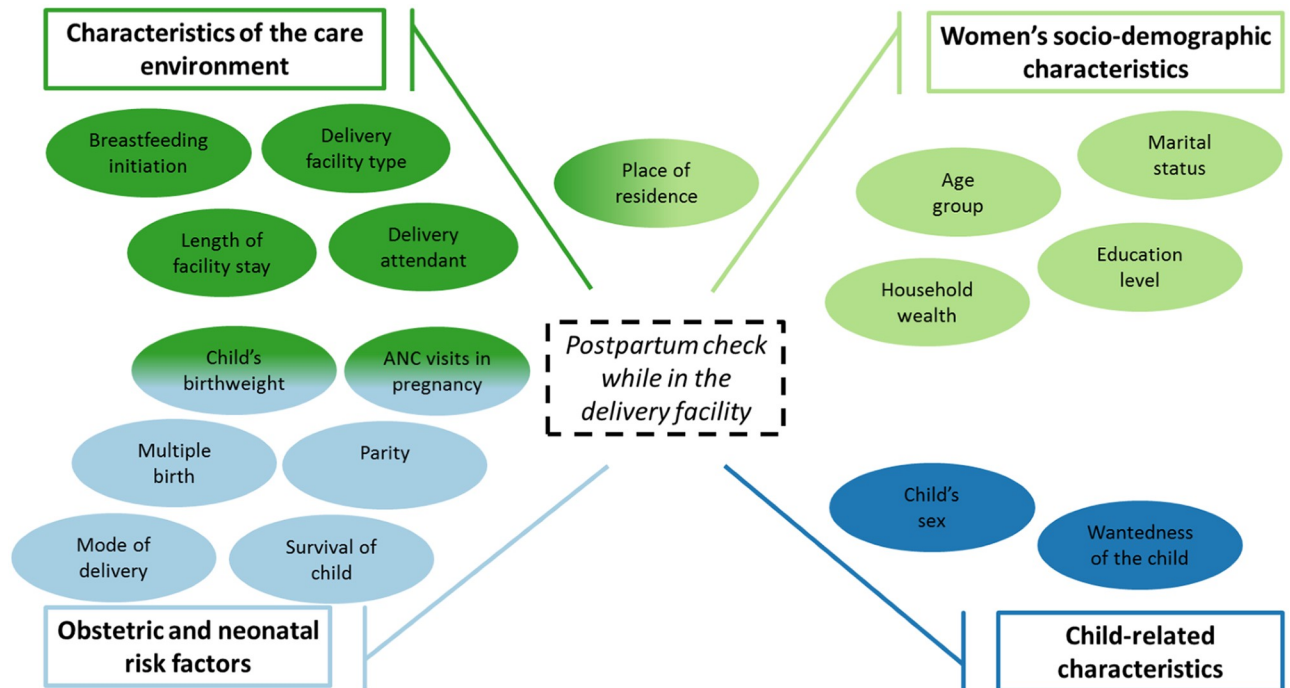 Characteristics of the care
environment
Women's socio-demographic
characteristics
Breastfeeding
initiation
Delivery
facility type
Length of
facility stay
Delivery
attendant
Place of
residence
Marital
status
Age
group
Education
level
Household
wealth
Postpartum check
while in the
delivery facility
Child's
birthweight
ANC visits in
pregnancy
Multiple
birth
Parity
Mode of
delivery
Survival of
child
Child's
sex
Wantedness
of the child
Obstetric and neonatal
risk factors
Child-related
characteristics